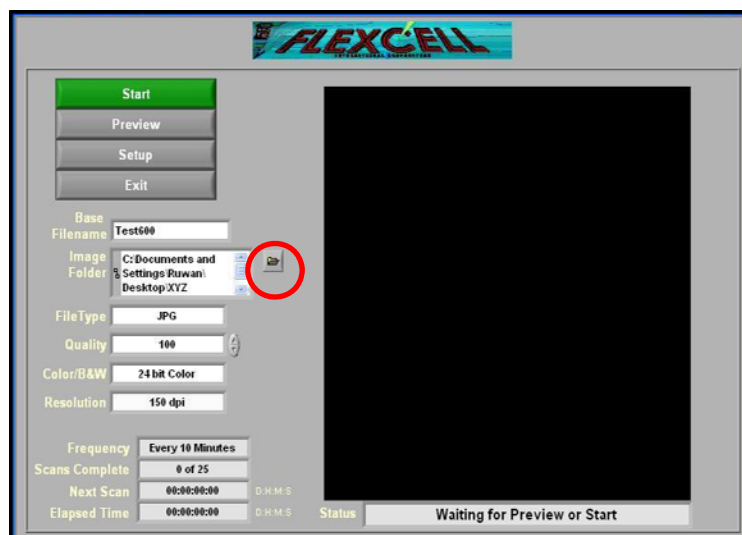 FLEXCELL
INTERNATIONAL CORPORATION
Start
Preview
Setup
Exit
Base
Filename Test600
Image
Folder
C:\Documents and
Settings\Ruwan\
Desktop\XYZ
FileType JPG
Quality 100
Color/B&W 24 bit Color
Resolution 150 dpi
Frequency Every 10 Minutes
Scans Complete 0 of 25
Next Scan 00:00:00:00 D:H:M:S
Elapsed Time 00:00:00:00 D:H:M:S
Status Waiting for Preview or Start